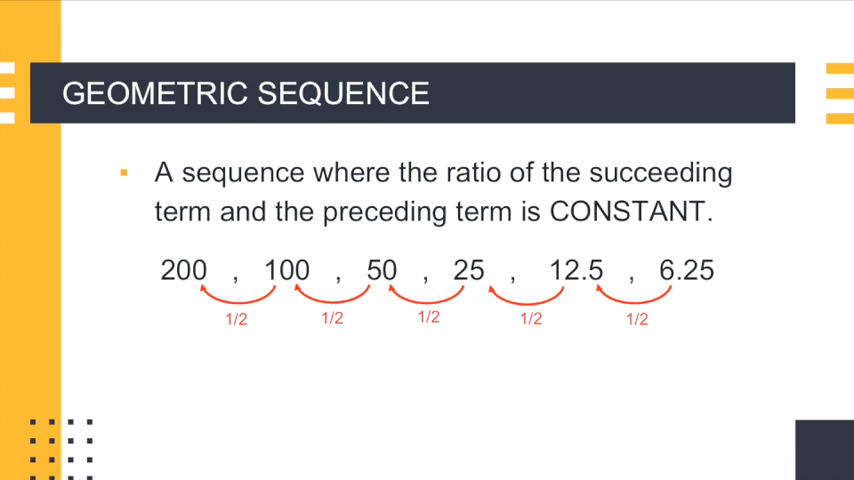 GEOMETRIC SEQUENCE
▪ A sequence where the ratio of the succeeding
term and the preceding term is CONSTANT.
200 , 100 , 50 , 25 , 12.5 , 6.25
1/2 1/2 1/2 1/2 1/2